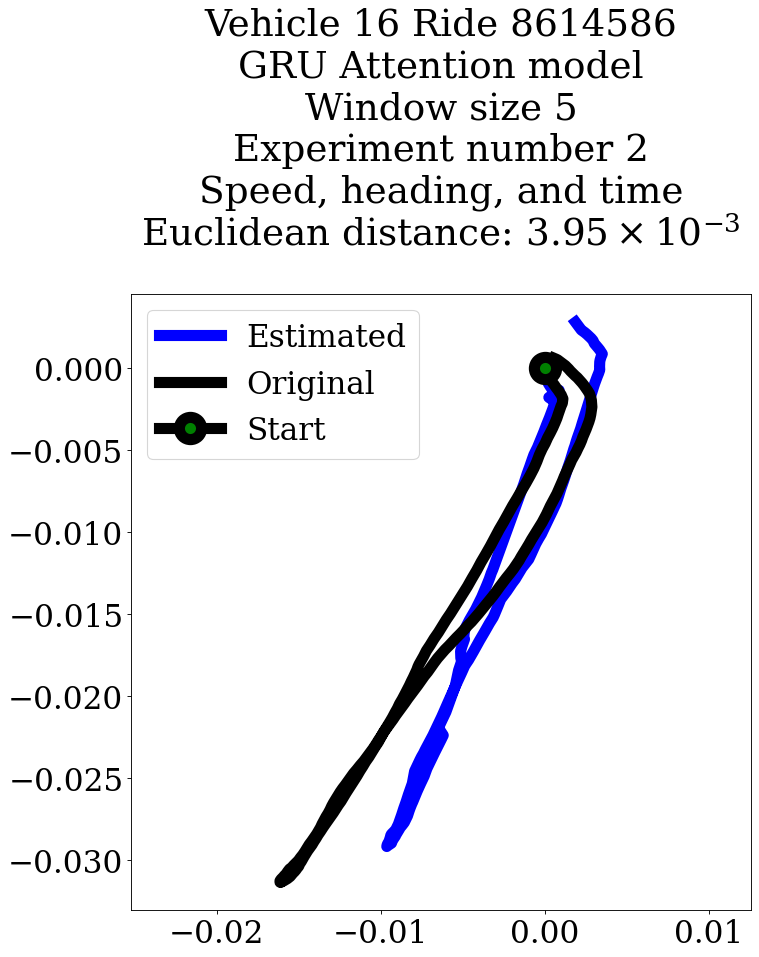 Vehicle 16 Ride 8614586
GRU Attention model
Window size 5
Experiment number 2
Speed, heading, and time
Euclidean distance: 3.95 × 10⁻³
Estimated
Original
Start
0.000
−0.005
−0.010
−0.015
−0.020
−0.025
−0.030
−0.02
−0.01
0.00
0.01